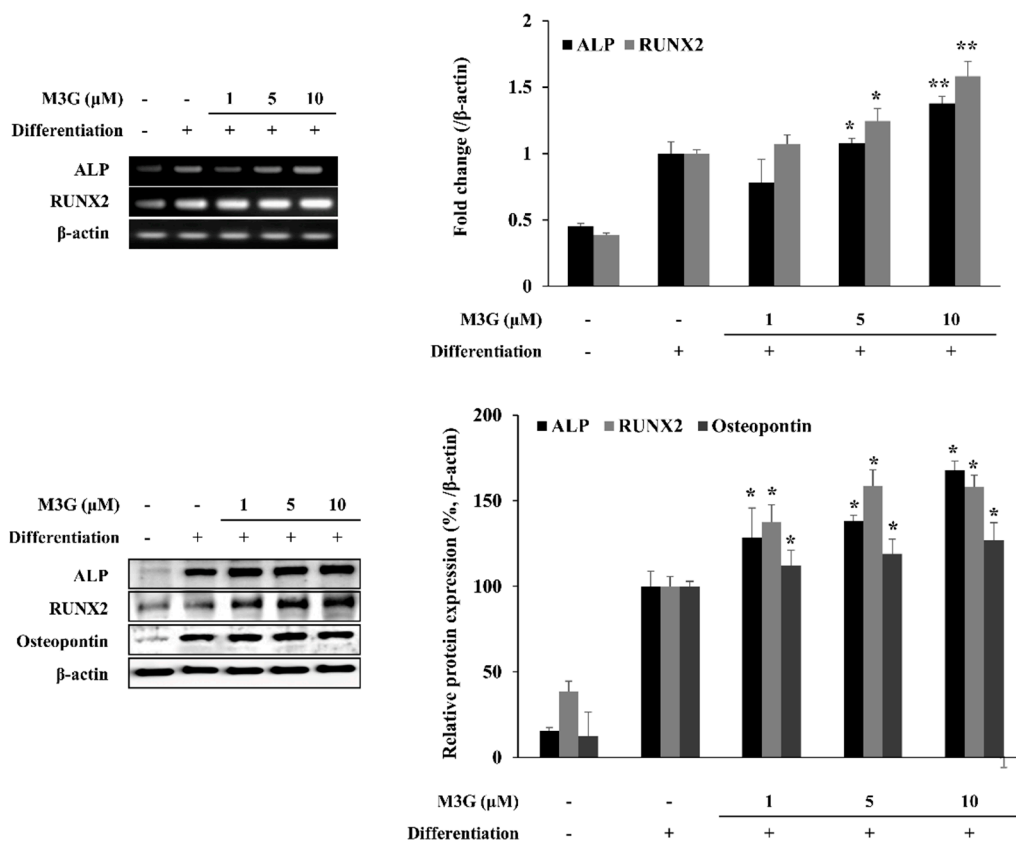 M3G (µM) - - 1 5 10
Differentiation - + + + +
ALP
RUNX2
β-actin
Fold change (/β-actin)
2
1.5
1
0.5
0
ALP RUNX2
* * ** **
M3G (µM) - - 1 5 10
Differentiation - + + + +
M3G (µM) - - 1 5 10
Differentiation - + + + +
ALP
RUNX2
Osteopontin
β-actin
Relative protein expression (%, /β-actin)
200
150
100
50
0
ALP RUNX2 Osteopontin
* * * * * * * * *
M3G (µM) - - 1 5 10
Differentiation - + + + +